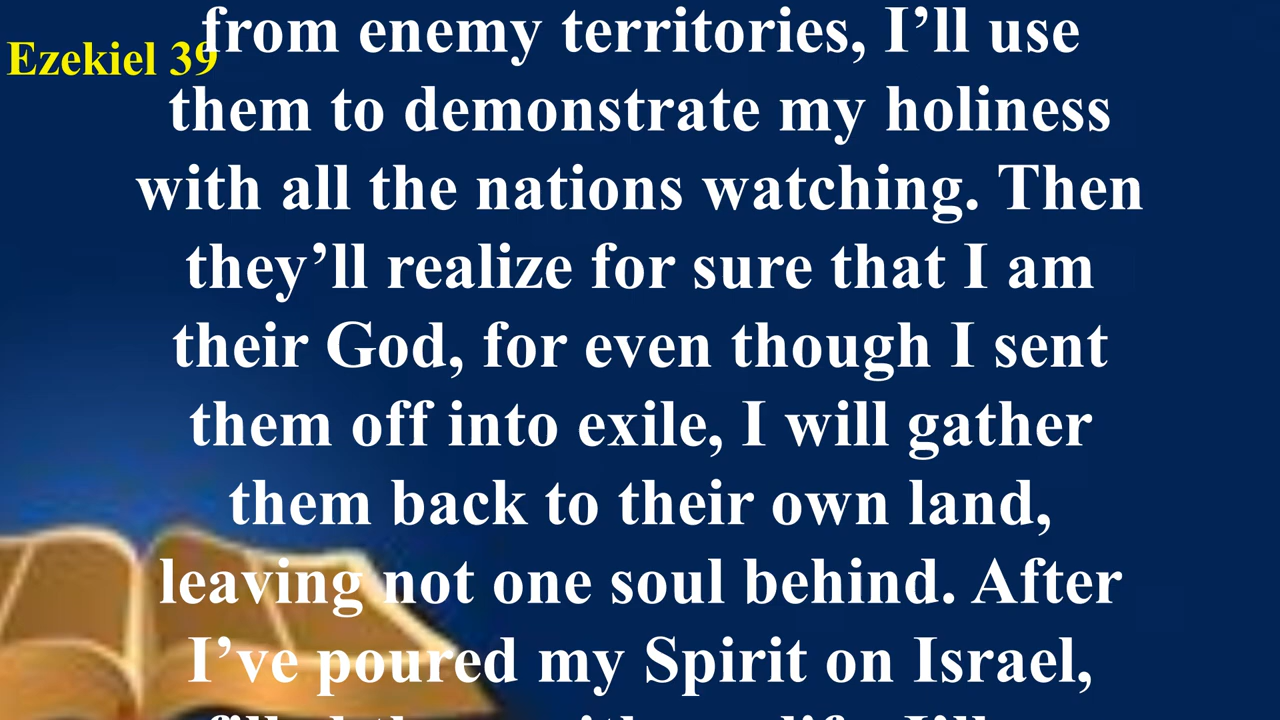 Ezekiel 39
from enemy territories, I’ll use
them to demonstrate my holiness
with all the nations watching. Then
they’ll realize for sure that I am
their God, for even though I sent
them off into exile, I will gather
them back to their own land,
leaving not one soul behind. After
I’ve poured my Spirit on Israel,